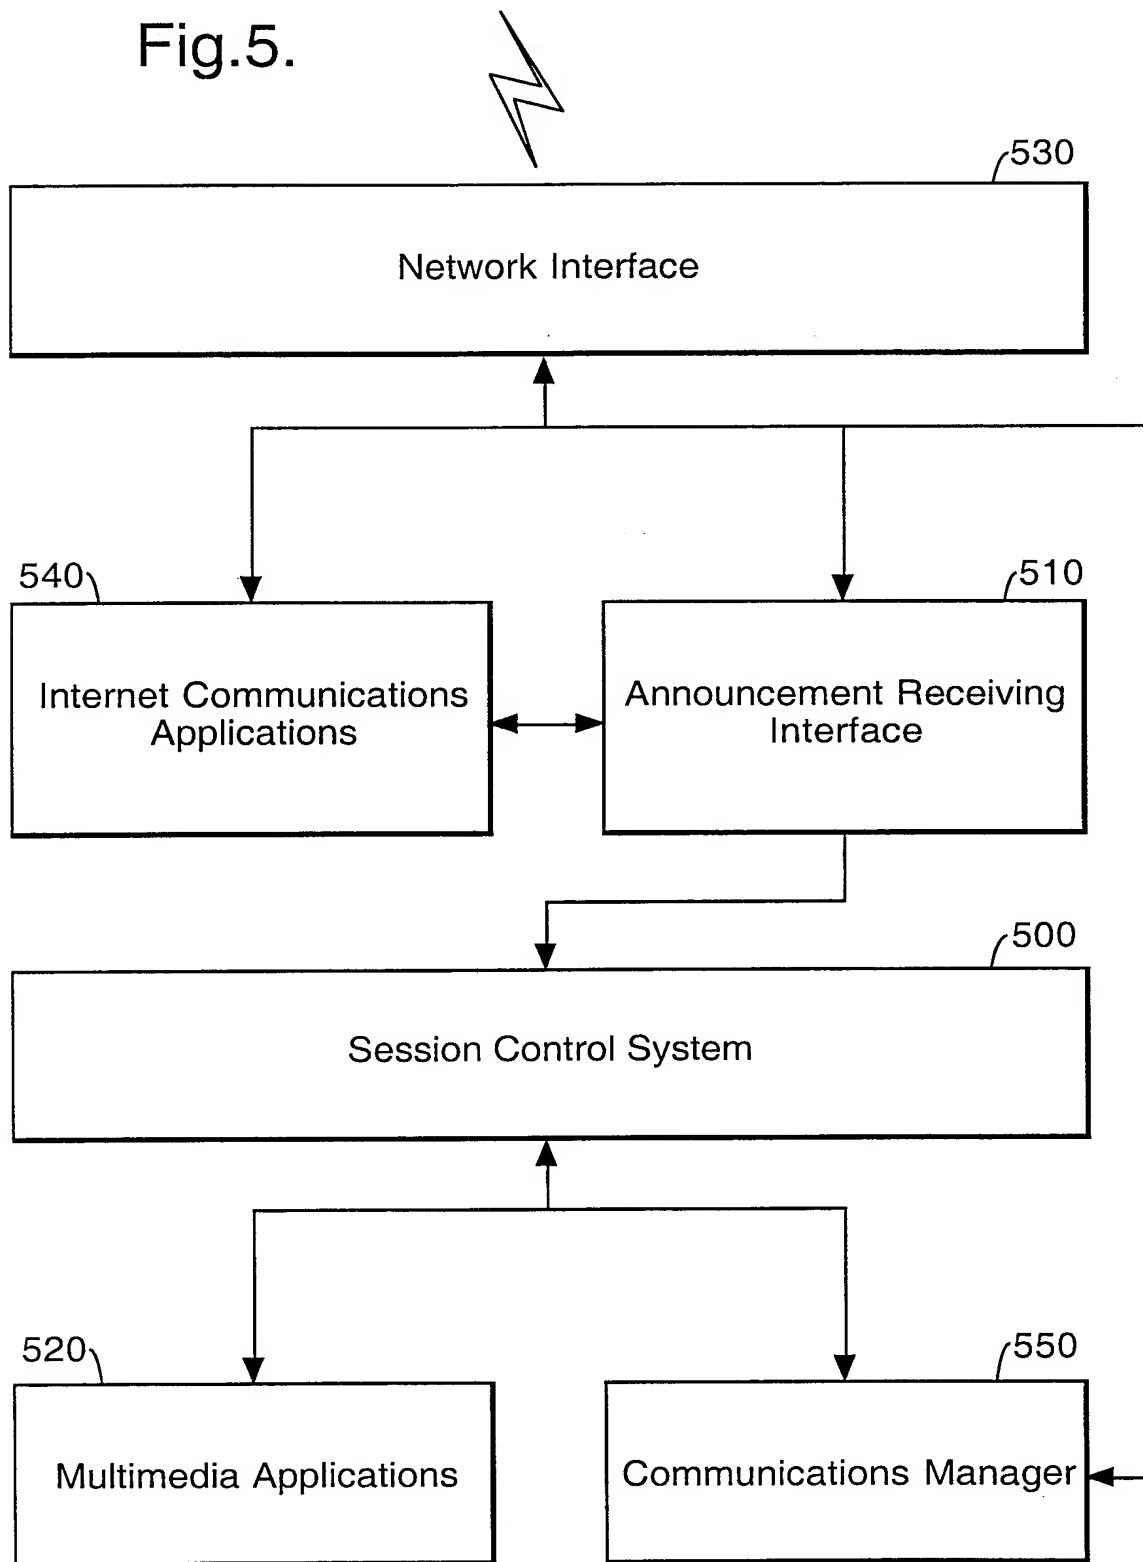 Fig.5.
530
Network Interface
540
510
Internet Communications
Applications
Announcement Receiving
Interface
500
Session Control System
520
550
Multimedia Applications
Communications Manager